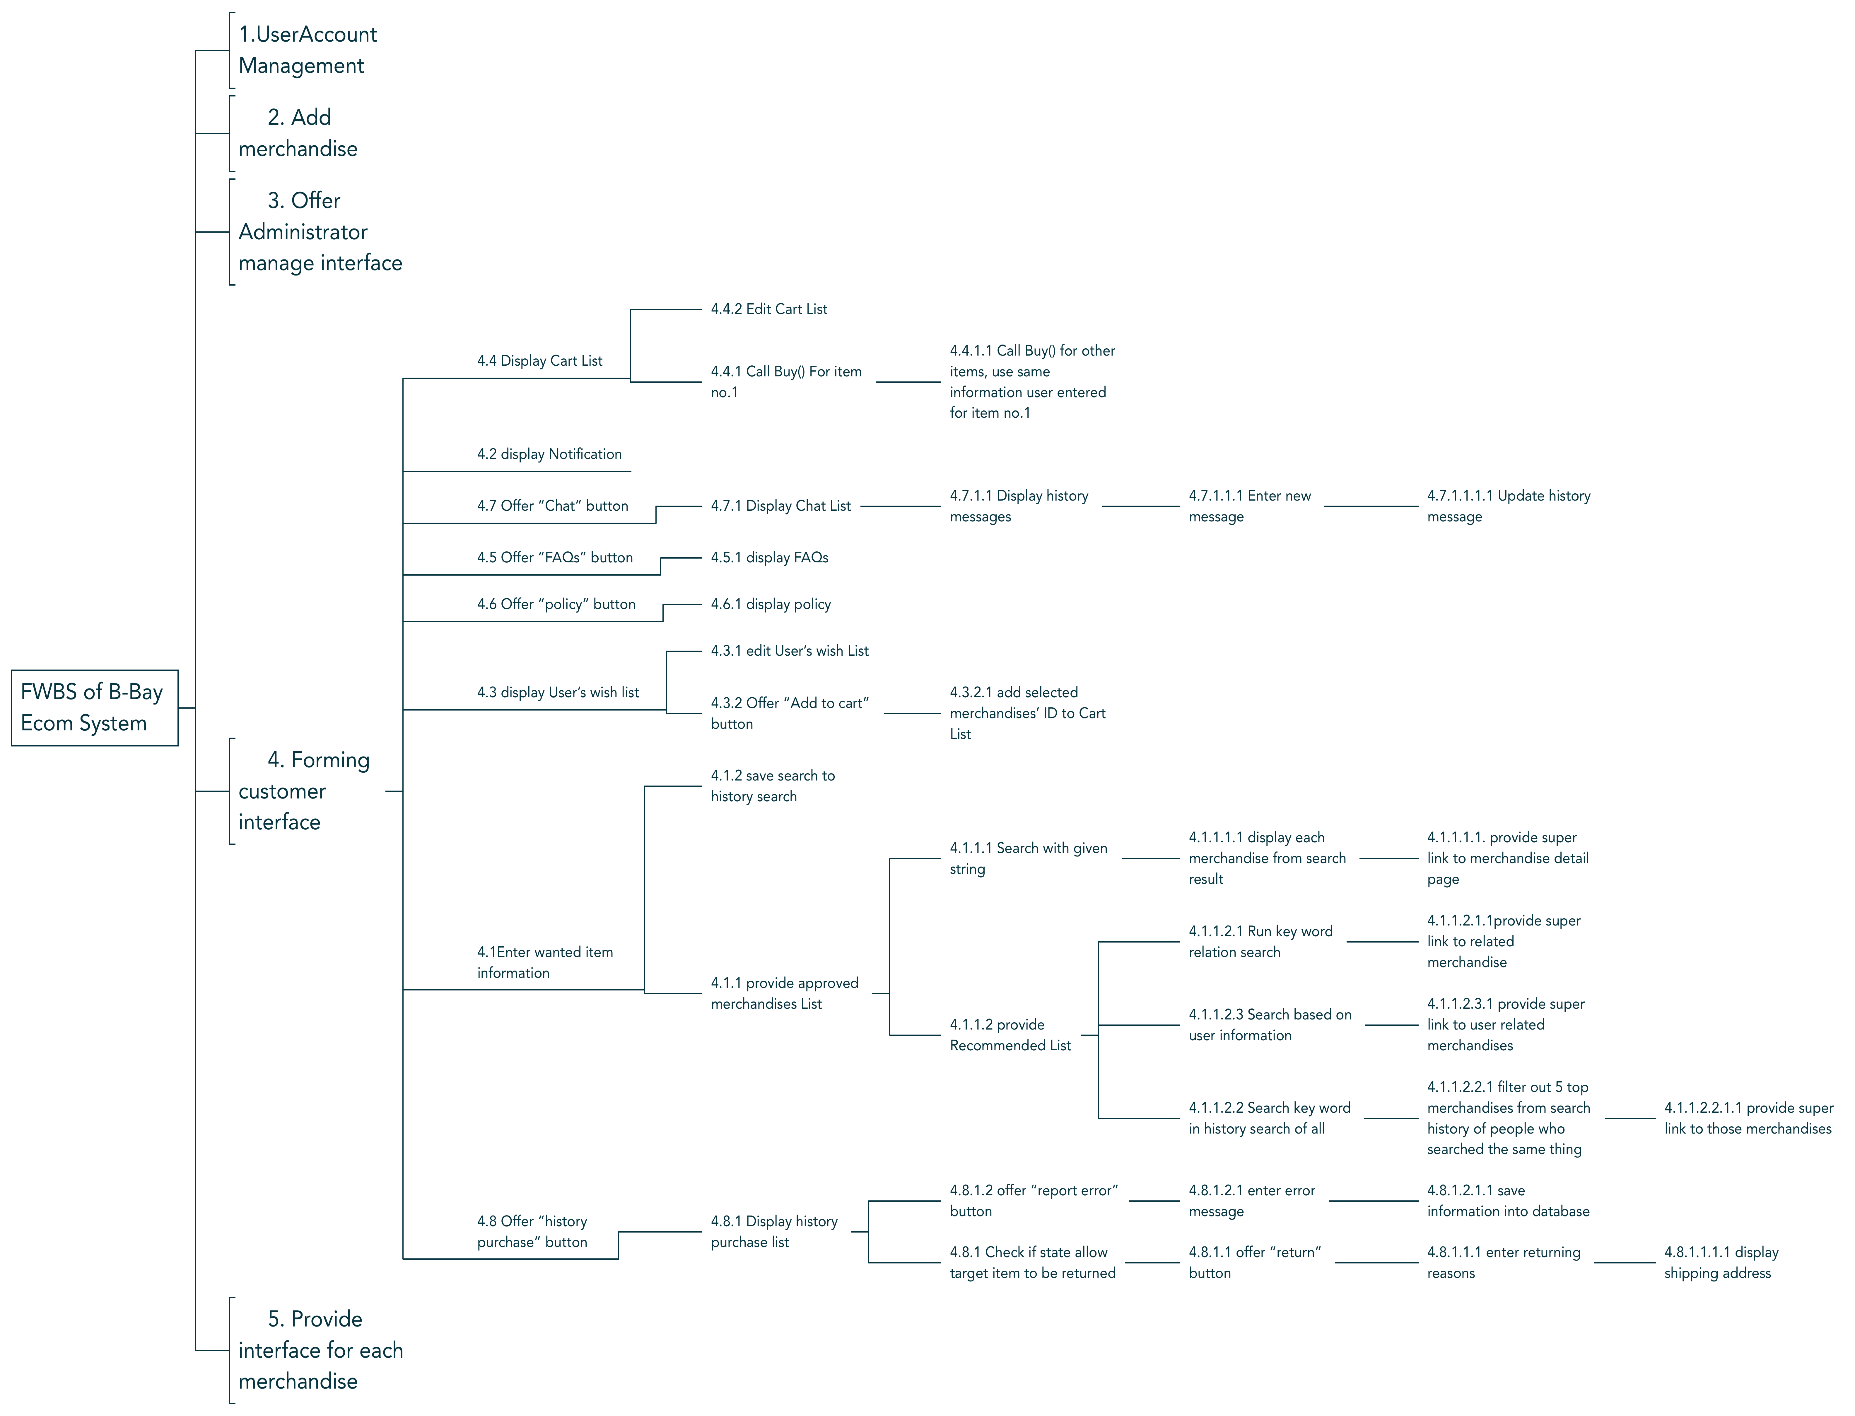 1.UserAccount
Management
2. Add
merchandise
3. Offer
Administrator
manage interface
4.4.2 Edit Cart List
4.4 Display Cart List
4.4.1 Call Buy() For item
no.1
4.4.1.1 Call Buy() for other
items, use same
information user entered
for item no.1
4.2 display Notification
4.7 Offer “Chat” button
4.7.1 Display Chat List
4.7.1.1 Display history
messages
4.7.1.1.1 Enter new
message
4.7.1.1.1.1 Update history
message
4.5 Offer “FAQs” button
4.5.1 display FAQs
4.6 Offer “policy” button
4.6.1 display policy
4.3.1 edit User’s wish List
FWBS of B-Bay
Ecom System
4.3 display User’s wish list
4.3.2 Offer “Add to cart”
button
4.3.2.1 add selected
merchandises’ ID to Cart
List
4. Forming
customer
interface
4.1.2 save search to
history search
4.1.1.1 Search with given
string
4.1.1.1.1 display each
merchandise from search
result
4.1.1.1.1. provide super
link to merchandise detail
page
4.1Enter wanted item
information
4.1.1 provide approved
merchandises List
4.1.1.2.1 Run key word
relation search
4.1.1.2.1.1provide super
link to related
merchandise
4.1.1.2 provide
Recommended List
4.1.1.2.3 Search based on
user information
4.1.1.2.3.1 provide super
link to user related
merchandises
4.1.1.2.2 Search key word
in history search of all
4.1.1.2.2.1 filter out 5 top
merchandises from search
history of people who
searched the same thing
4.1.1.2.2.1.1 provide super
link to those merchandises
4.8 Offer “history
purchase” button
4.8.1 Display history
purchase list
4.8.1.2 offer “report error”
button
4.8.1.2.1 enter error
message
4.8.1.2.1.1 save
information into database
4.8.1 Check if state allow
target item to be returned
4.8.1.1 offer “return”
button
4.8.1.1.1 enter returning
reasons
4.8.1.1.1.1 display
shipping address
5. Provide
interface for each
merchandise